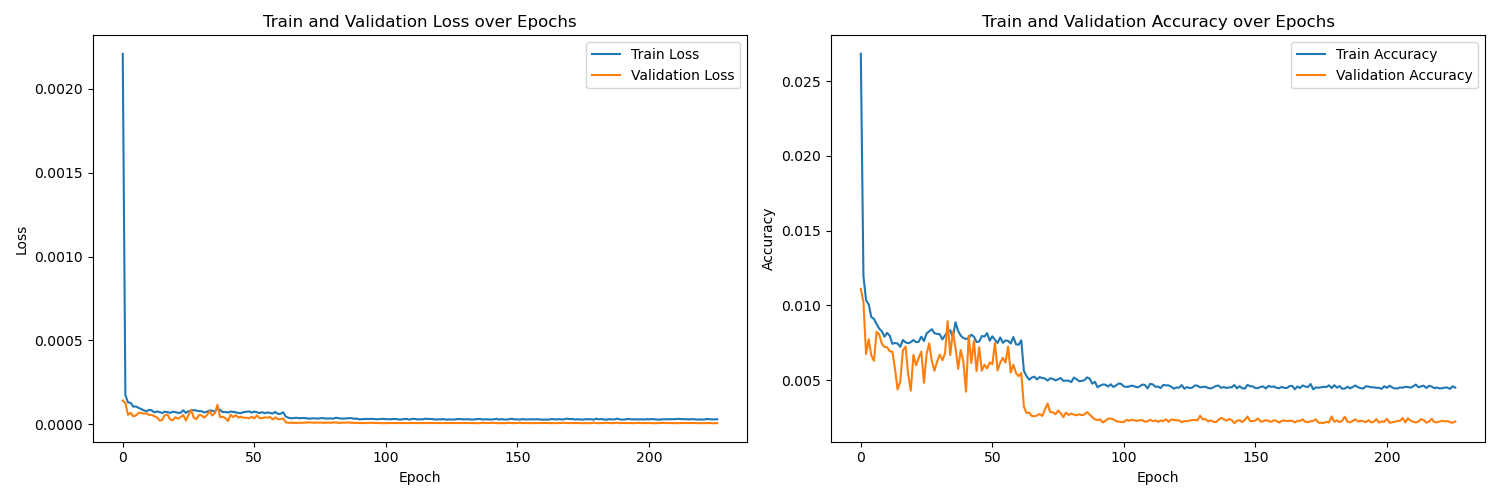 Train and Validation Loss over Epochs
Train Loss
Validation Loss
0.0020
0.0015
0.0010
0.0005
0.0000
Loss
0 50 100 150 200
Epoch
Train and Validation Accuracy over Epochs
Train Accuracy
Validation Accuracy
0.025
0.020
0.015
0.010
0.005
Accuracy
0 50 100 150 200
Epoch